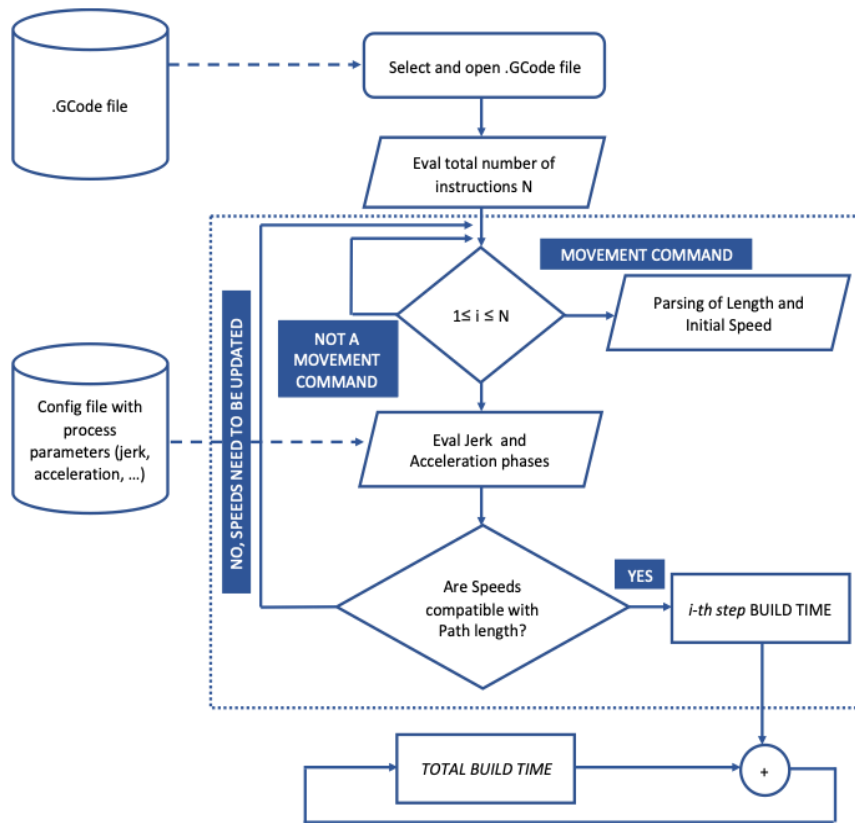 .GCode file
Select and open .GCode file
Eval total number of
instructions N
MOVEMENT COMMAND
1≤ i ≤ N
Parsing of Length and
Initial Speed
NOT A
MOVEMENT
COMMAND
NO, SPEEDS NEED TO BE UPDATED
Config file with
process
parameters (jerk,
acceleration, ...)
Eval Jerk and
Acceleration phases
Are Speeds
compatible with
Path length?
YES
i-th step BUILD TIME
TOTAL BUILD TIME
+